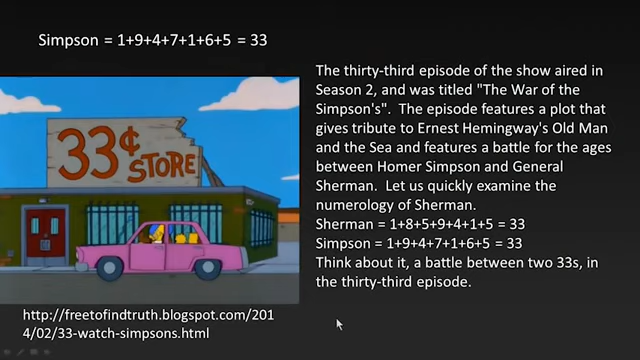 Simpson = 1+9+4+7+1+6+5 = 33
The thirty-third episode of the show aired in
Season 2, and was titled "The War of the
Simpson's".  The episode features a plot that
gives tribute to Ernest Hemingway's Old Man
and the Sea and features a battle for the ages
between Homer Simpson and General
Sherman.  Let us quickly examine the
numerology of Sherman.
Sherman = 1+8+5+9+4+1+5 = 33
Simpson = 1+9+4+7+1+6+5 = 33
Think about it, a battle between two 33s, in
the thirty-third episode.
33¢
STORE
http://freetofindtruth.blogspot.com/201
4/02/33-watch-simpsons.html